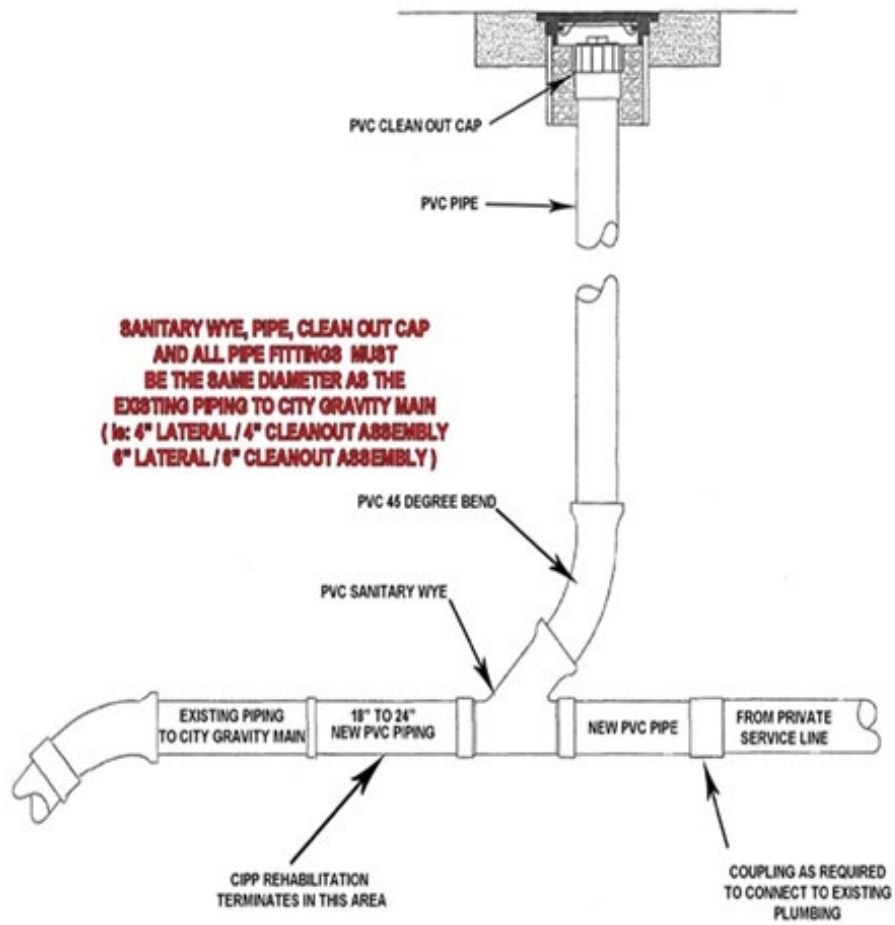 PVC CLEAN OUT CAP
PVC PIPE
SANITARY WYE, PIPE, CLEAN OUT CAP
AND ALL PIPE FITTINGS MUST
BE THE SAME DIAMETER AS THE
EXISTING PIPING TO CITY GRAVITY MAIN
( ie: 4" LATERAL / 4" CLEANOUT ASSEMBLY
6" LATERAL / 6" CLEANOUT ASSEMBLY )
PVC 45 DEGREE BEND
PVC SANITARY WYE
EXISTING PIPING
TO CITY GRAVITY MAIN
18" TO 24"
NEW PVC PIPING
NEW PVC PIPE
FROM PRIVATE
SERVICE LINE
CIPP REHABILITATION
TERMINATES IN THIS AREA
COUPLING AS REQUIRED
TO CONNECT TO EXISTING
PLUMBING